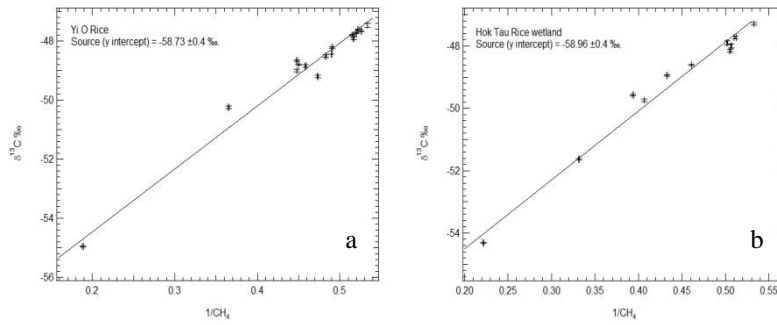 Yi O Rice
Source (y intercept) = -58.73 ±0.4 ‰.
-48
-50
-52
-54
-56
δ¹³C ‰
0.2
0.3
0.4
0.5
1/CH₄
a
Hok Tau Rice wetland
Source (y intercept) = -58.96 ±0.4 ‰.
-48
-50
-52
-54
δ¹³C ‰
0.20
0.25
0.30
0.35
0.40
0.45
0.50
0.55
1/CH₄
b